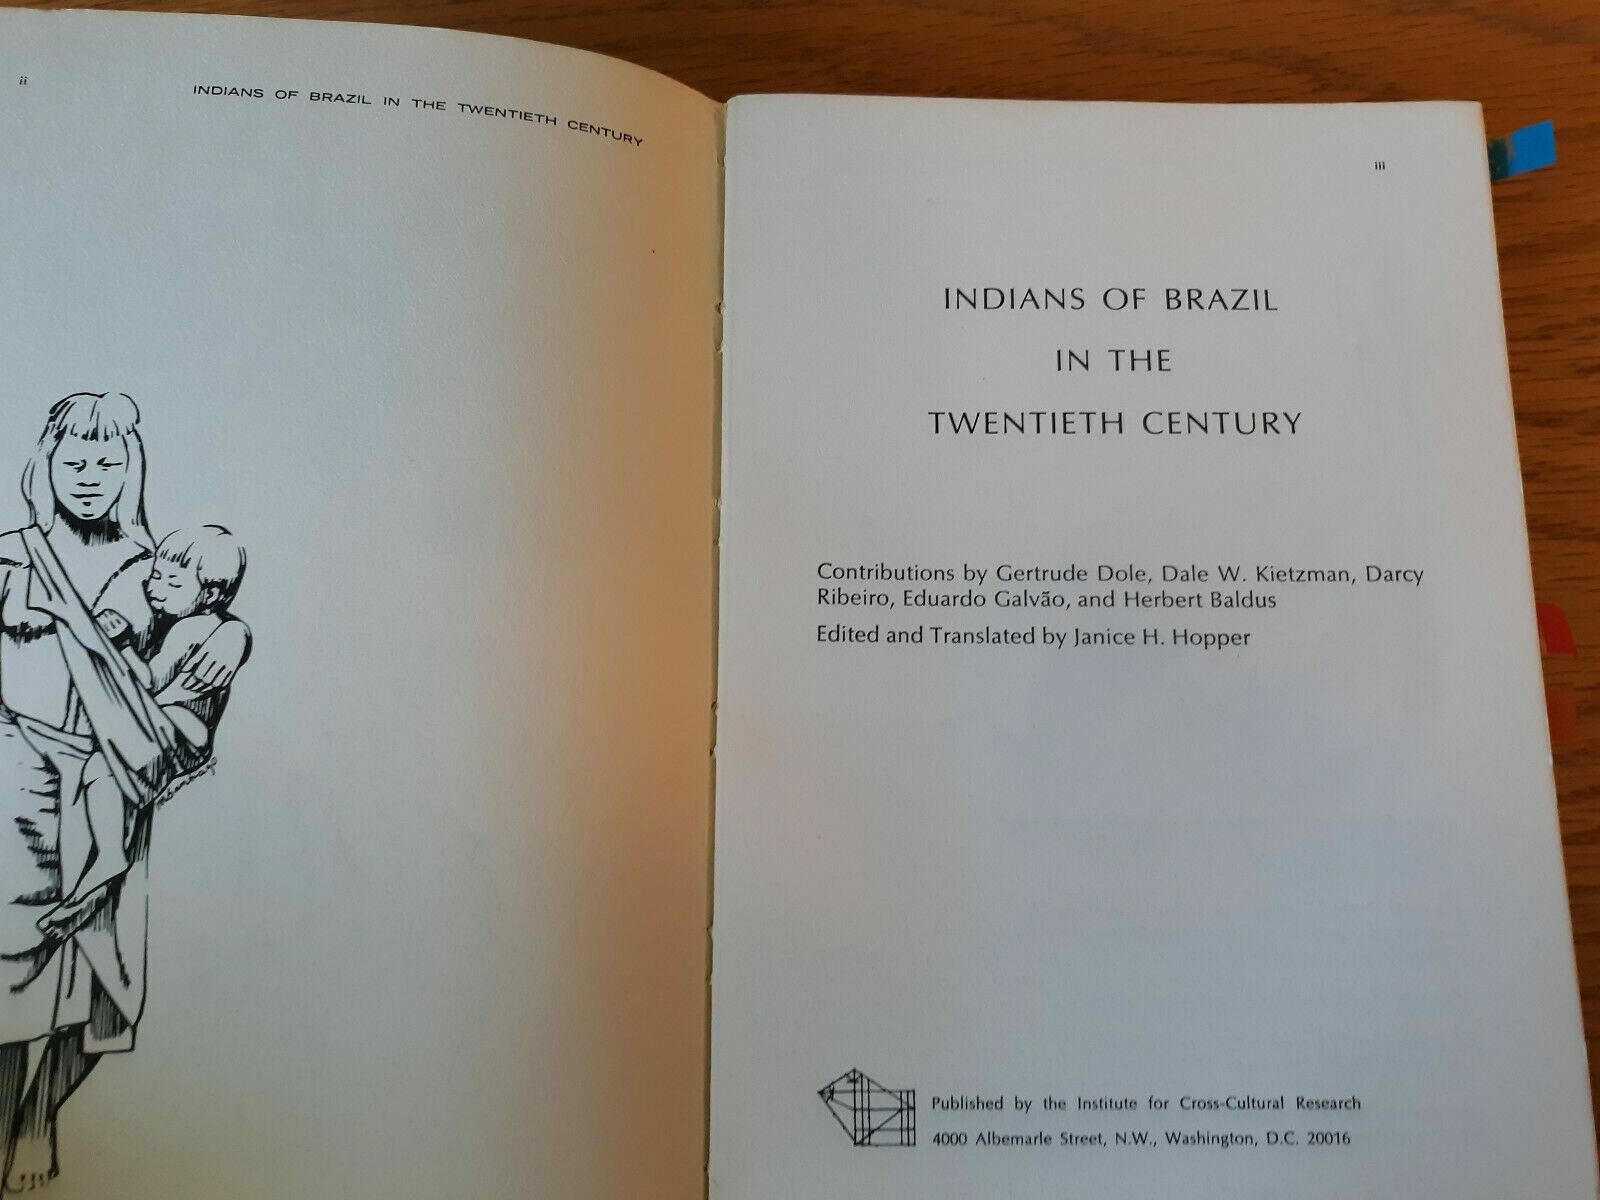 ii
INDIANS OF BRAZIL IN THE TWENTIETH CENTURY
iii
INDIANS OF BRAZIL
IN THE
TWENTIETH CENTURY
Contributions by Gertrude Dole, Dale W. Kietzman, Darcy
Ribeiro, Eduardo Galvão, and Herbert Baldus
Edited and Translated by Janice H. Hopper
Published by the Institute for Cross-Cultural Research
4000 Albemarle Street, N.W., Washington, D.C. 20016